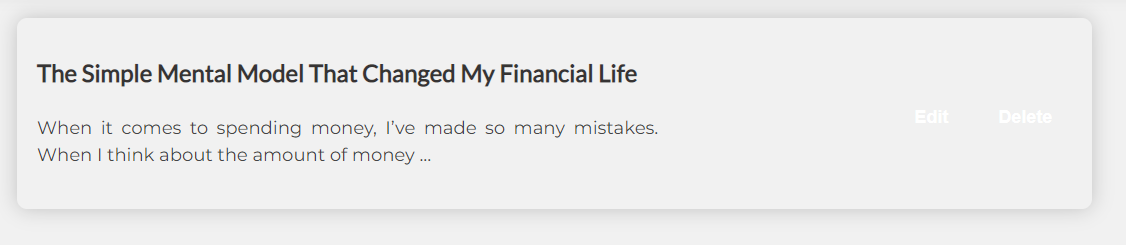 The Simple Mental Model That Changed My Financial Life
When it comes to spending money, I've made so many mistakes.
When I think about the amount of money ...
Edit Delete